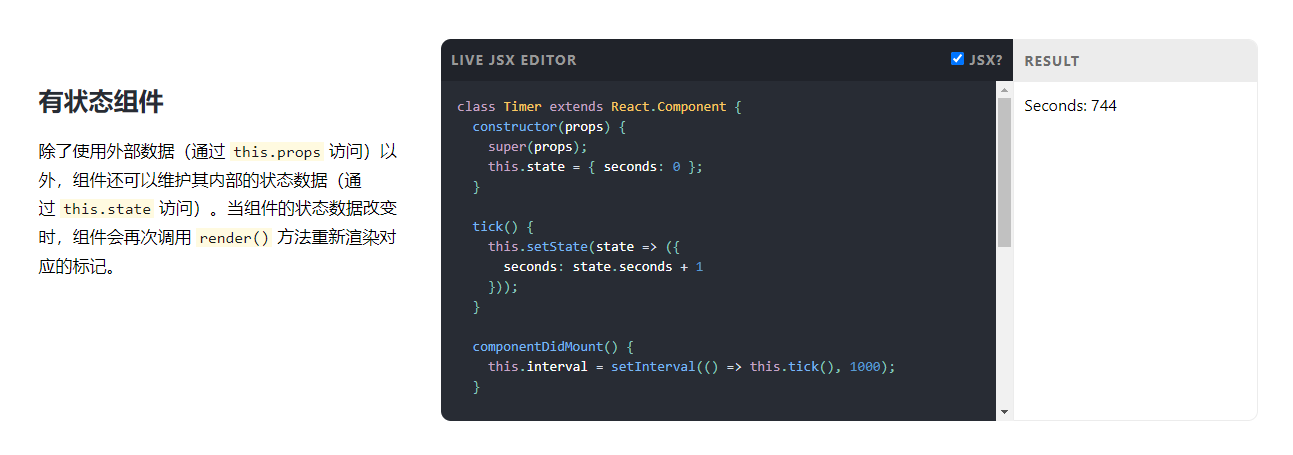 有状态组件
除了使用外部数据（通过 this.props 访问）以
外，组件还可以维护其内部的状态数据（通
过 this.state 访问）。当组件的状态数据改变
时，组件会再次调用 render() 方法重新渲染对
应的标记。
LIVE JSX EDITOR
JSX?
class Timer extends React.Component {
  constructor(props) {
    super(props);
    this.state = { seconds: 0 };
  }

  tick() {
    this.setState(state => ({
      seconds: state.seconds + 1
    }));
  }

  componentDidMount() {
    this.interval = setInterval(() => this.tick(), 1000);
  }
RESULT
Seconds: 744